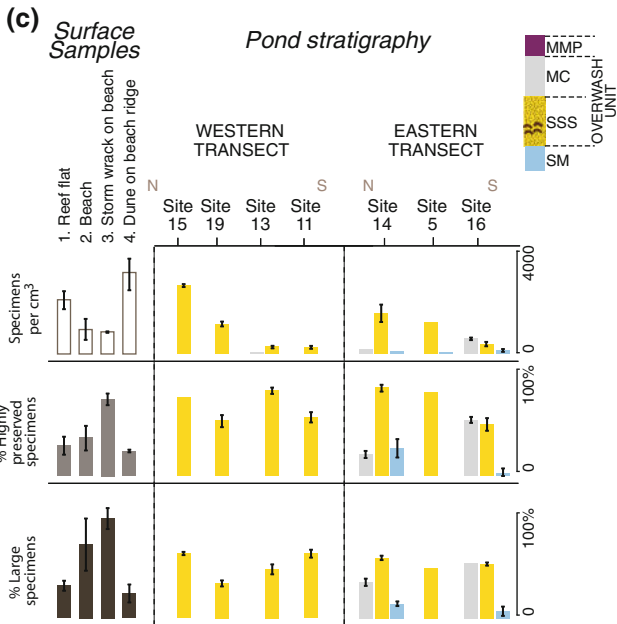 (c)
Surface
Samples
Pond stratigraphy
MMP
MC
SSS
SM
OVERWASH
UNIT
1. Reef flat
2. Beach
3. Storm wrack on beach
4. Dune on beach ridge
WESTERN
TRANSECT
EASTERN
TRANSECT
N
S
N
S
Site
15
Site
19
Site
13
Site
11
Site
14
Site
5
Site
16
Specimens
per cm3
4000
0
% Highly
preserved
specimens
100%
0
% Large
specimens
100%
0